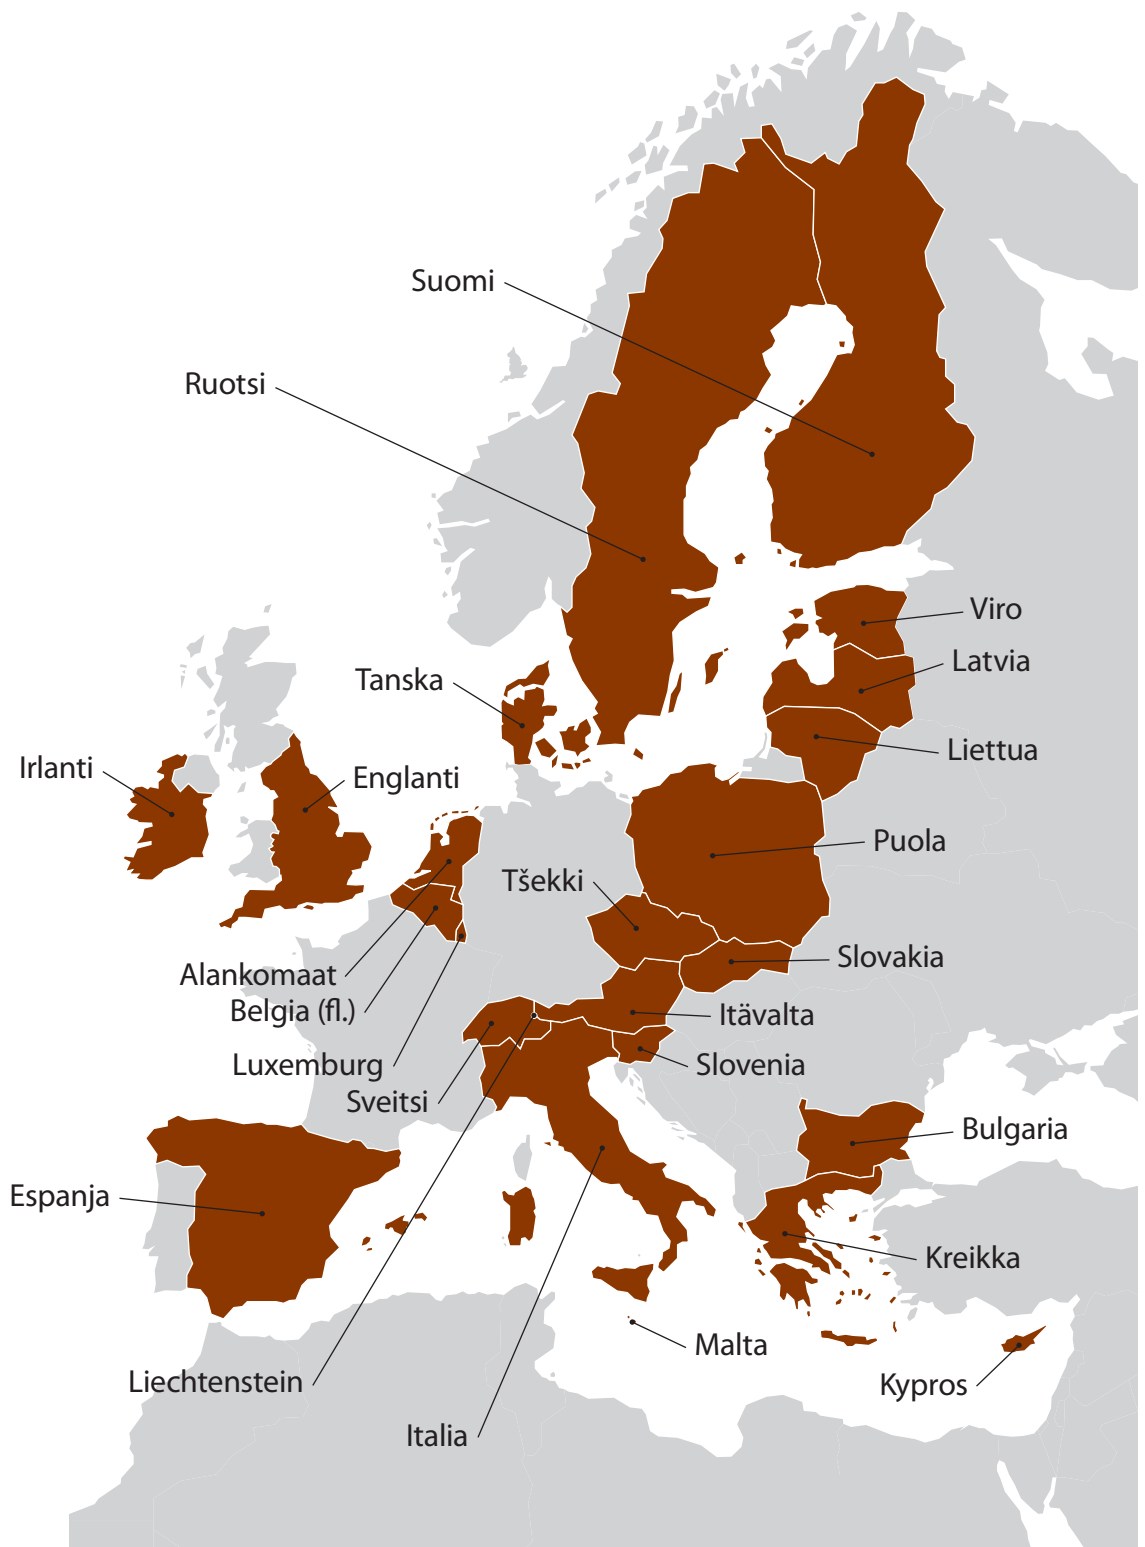 Suomi
Ruotsi
Viro
Latvia
Tanska
Liettua
Irlanti
Englanti
Puola
Tšekki
Slovakia
Alankomaat
Belgia (fl.)
Itävalta
Luxemburg
Slovenia
Sveitsi
Bulgaria
Espanja
Kreikka
Malta
Liechtenstein
Kypros
Italia